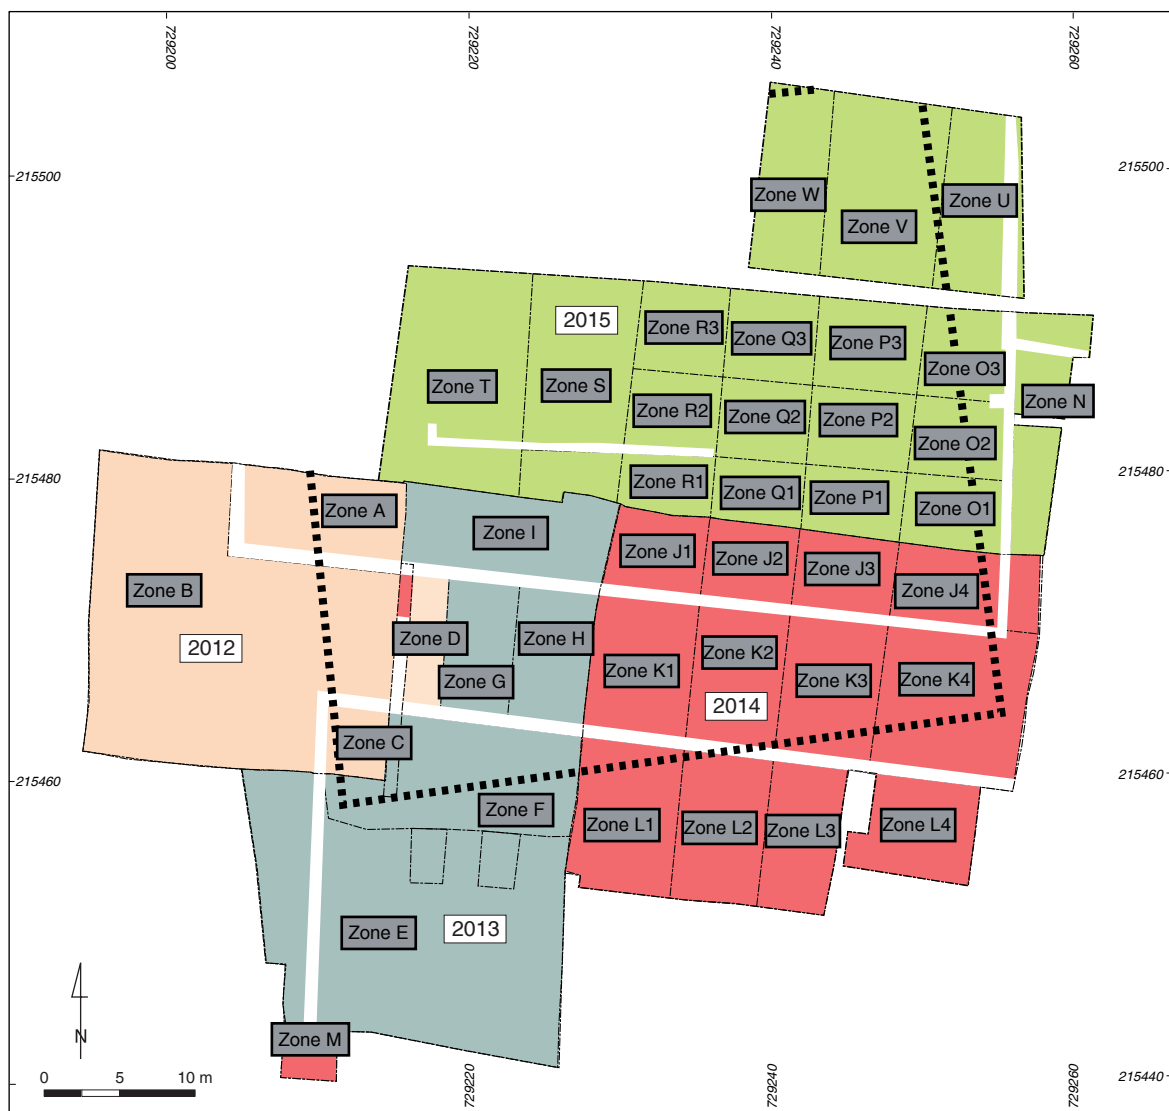 729200
729220
729240
729260
215500
215500
Zone W
Zone U
Zone V
2015
Zone R3
Zone Q3
Zone P3
Zone O3
Zone T
Zone S
Zone N
Zone R2
Zone Q2
Zone P2
Zone O2
215480
215480
Zone R1
Zone Q1
Zone P1
Zone O1
Zone A
Zone I
Zone J1
Zone J2
Zone J3
Zone J4
Zone B
2012
Zone D
Zone H
Zone G
Zone K1
Zone K2
Zone K3
Zone K4
2014
Zone C
215460
215460
Zone F
Zone L1
Zone L2
Zone L3
Zone L4
Zone E
2013
N
Zone M
0 5 10 m
215440
729220
729240
729260